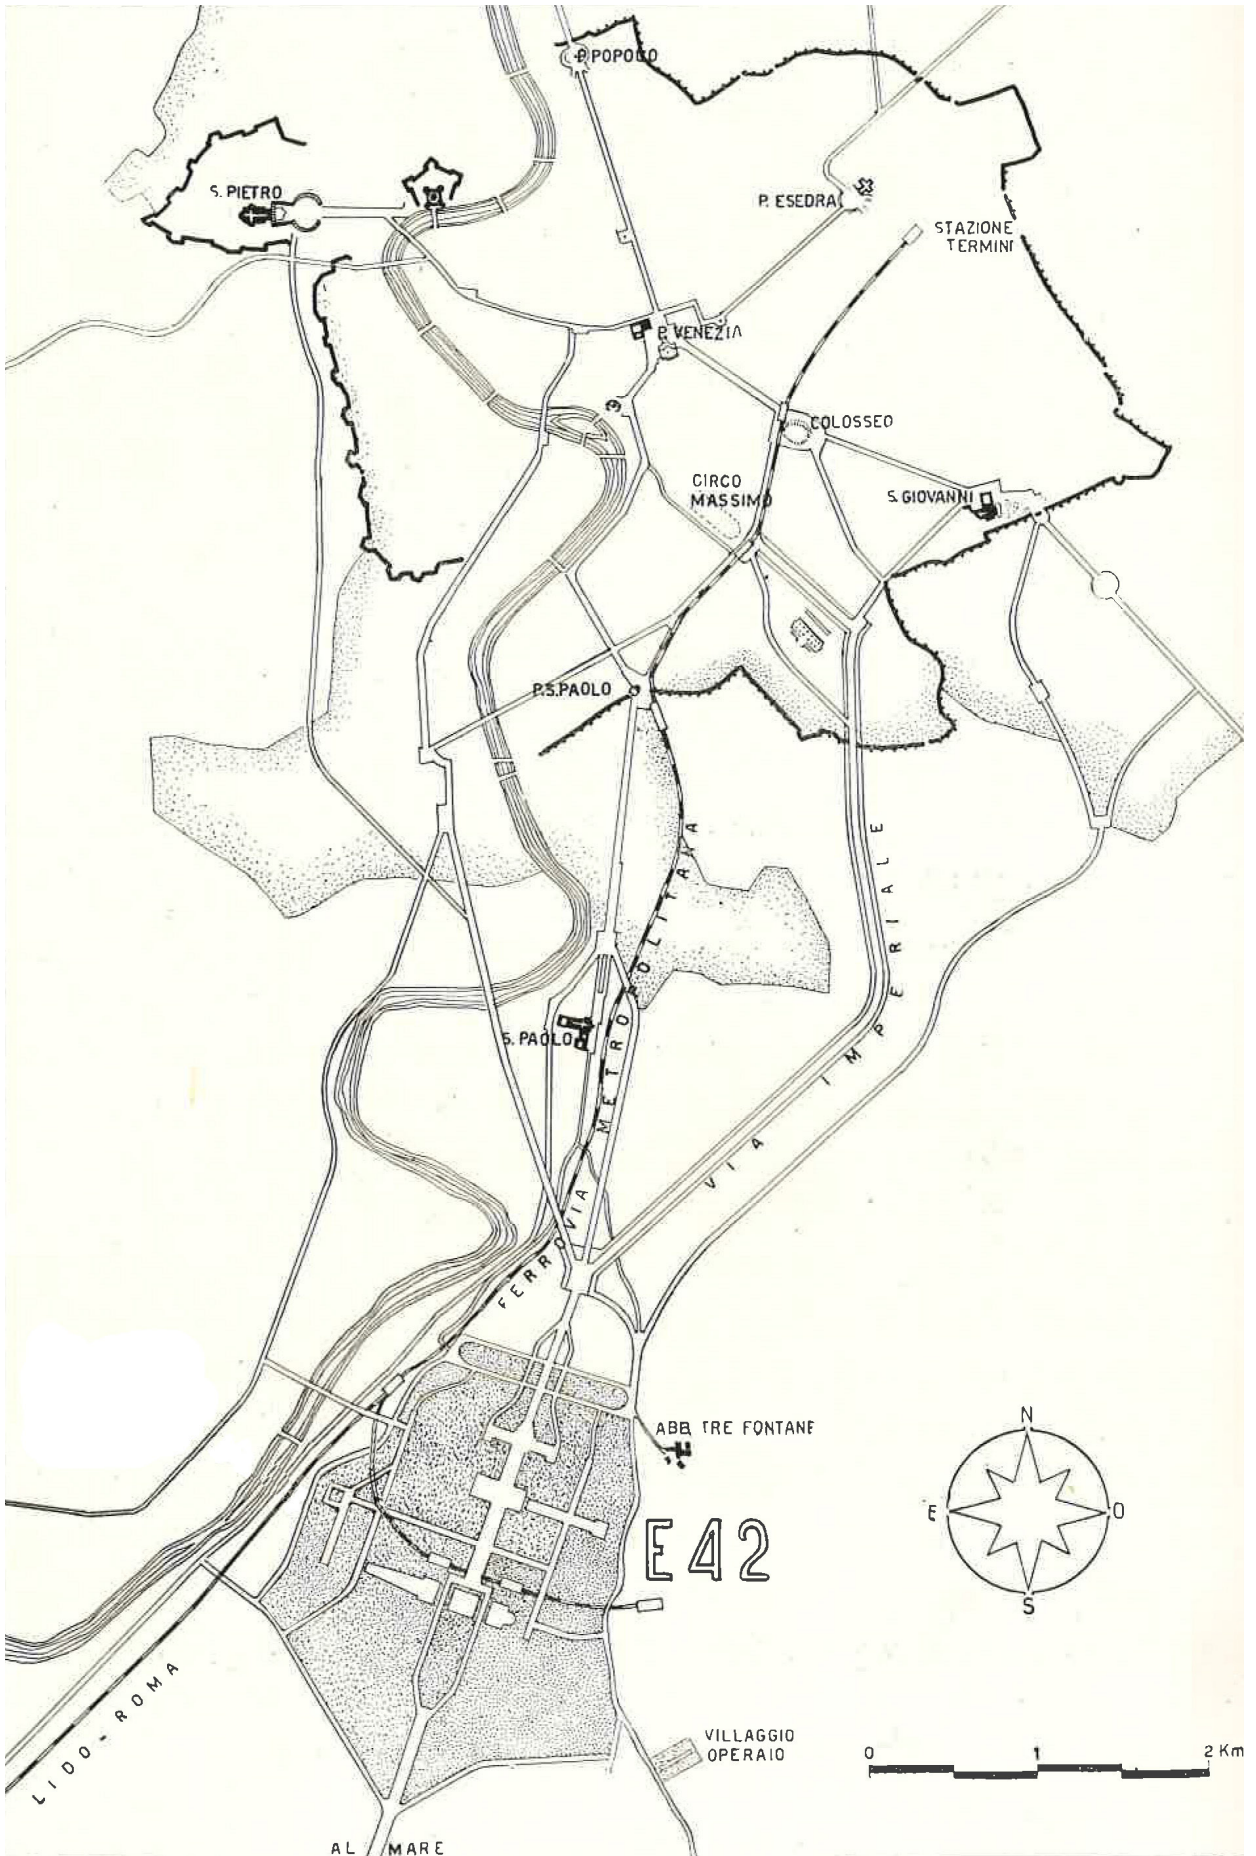 P. POPOLO
S. PIETRO
P. ESEDRA
STAZIONE
TERMINI
P. VENEZIA
COLOSSEO
CIRCO
MASSIMO
S. GIOVANNI
P.S. PAOLO
VIA IMPERIALE
S. PAOLO
FERROVIA METROPOLITANA
ABB. TRE FONTANE
E42
N
E
O
S
LIDO-ROMA
VILLAGGIO
OPERAIO
0 1 2 Km
AL MARE